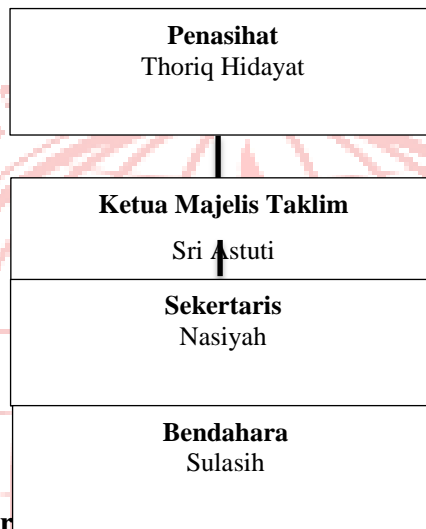 Penasihat
Thoriq Hidayat
Ketua Majelis Taklim
Sri Astuti
Sekertaris
Nasiyah
Bendahara
Sulasih